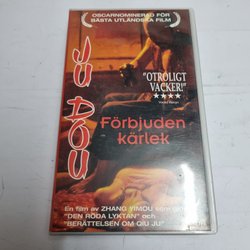 OSCARNOMINERAD FÖR
BÄSTA UTLÄNDSKA FILM
JU DOU
"OTROLIGT
VACKER!"
★★★★
Förbjuden
kärlek
En film av ZHANG YIMOU som gjort
"DEN RÖDA LYKTAN" och
"BERÄTTELSEN OM QIU JU"